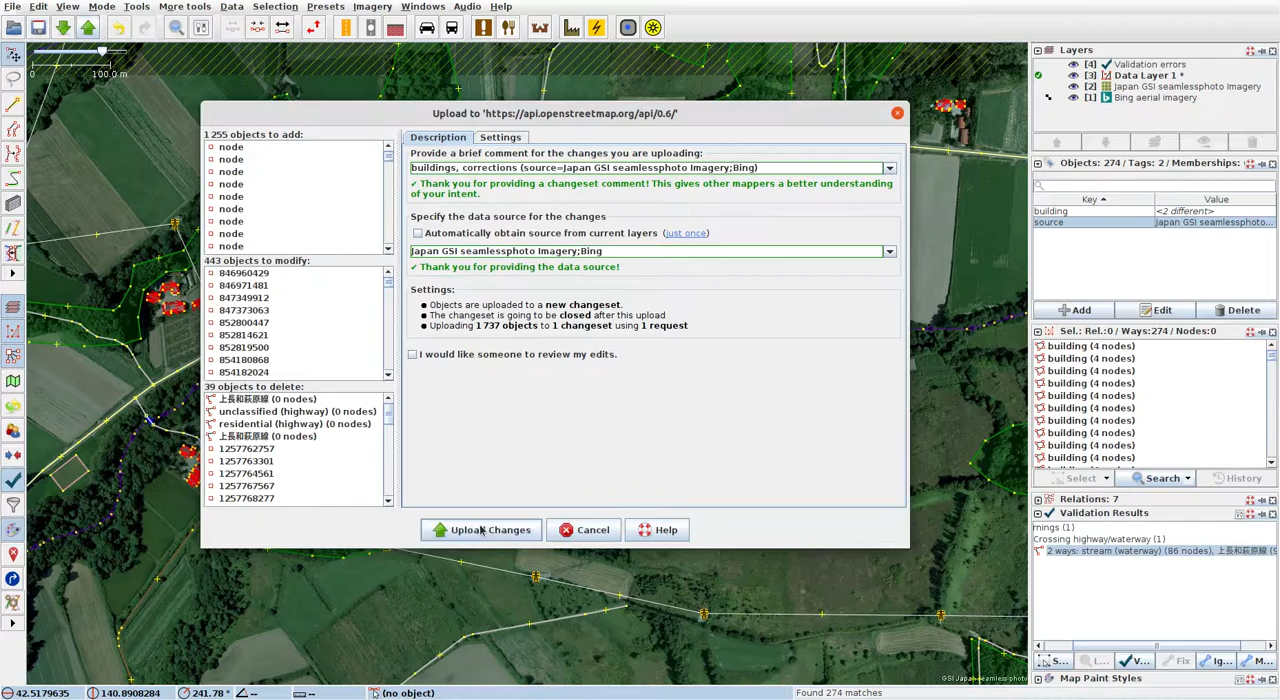 File Edit View Mode Tools More tools Data Selection Presets Imagery Windows Audio Help
0 100.0 m
Upload to 'https://api.openstreetmap.org/api/0.6/'
1 255 objects to add:
node
node
node
node
node
node
node
node
node
443 objects to modify:
846960429
846971481
847349912
847373063
852800447
852814621
852819500
854180868
854182024
39 objects to delete:
上長和萩原線 (0 nodes)
unclassified (highway) (0 nodes)
residential (highway) (0 nodes)
上長和萩原線 (0 nodes)
1257762757
1257763301
1257764561
1257767567
1257768277
Description Settings
Provide a brief comment for the changes you are uploading:
buildings, corrections (source=Japan GSI seamlessphoto Imagery;Bing)
✔ Thank you for providing a changeset comment! This gives other mappers a better understanding
of your intent.
Specify the data source for the changes
Automatically obtain source from current layers (just once)
Japan GSI seamlessphoto Imagery;Bing
✔ Thank you for providing the data source!
Settings:
Objects are uploaded to a new changeset.
The changeset is going to be closed after this upload
Uploading 1 737 objects to 1 changeset using 1 request
I would like someone to review my edits.
Upload Changes Cancel Help
Layers
[4] Validation errors
[3] Data Layer 1 *
[2] Japan GSI seamlessphoto Imagery
[1] Bing aerial imagery
Objects: 274 / Tags: 2 / Memberships:
Key Value
building <2 different>
source Japan GSI seamlessphoto...
Add Edit Delete
Sel.: Rel.:0 / Ways:274 / Nodes:0
building (4 nodes)
building (4 nodes)
building (4 nodes)
building (4 nodes)
building (4 nodes)
building (4 nodes)
building (4 nodes)
building (4 nodes)
building (4 nodes)
building (4 nodes)
Select Search History
Relations: 7
Validation Results
rnings (1)
Crossing highway/waterway (1)
2 ways: stream (waterway) (86 nodes), 上長和萩原線 (9
S... L... V... Fix Ig... M...
Map Paint Styles
GSI Japan seamless photo
42.5179635 140.8908284 241.78 ° -- -- (no object) Found 274 matches